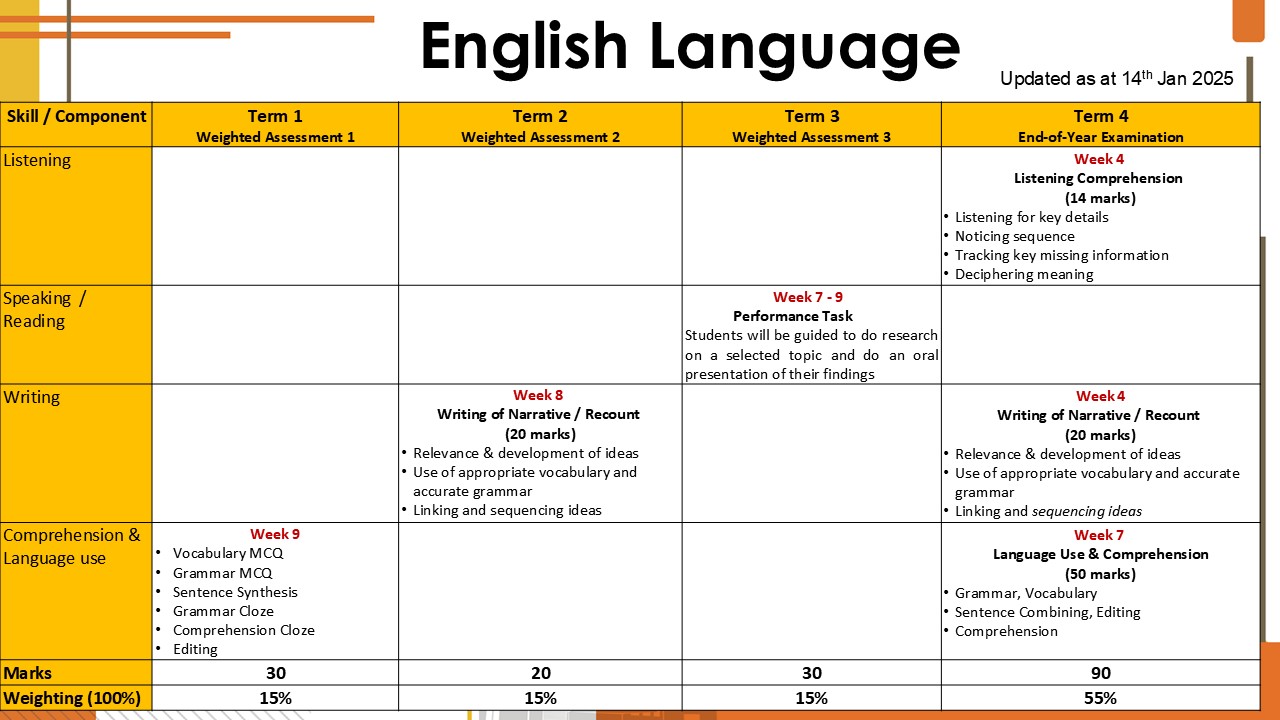 English Language
Updated as at 14th Jan 2025
Skill / Component
Term 1
Weighted Assessment 1
Term 2
Weighted Assessment 2
Term 3
Weighted Assessment 3
Term 4
End-of-Year Examination
Listening
Week 4
Listening Comprehension
(14 marks)
• Listening for key details
• Noticing sequence
• Tracking key missing information
• Deciphering meaning
Speaking /
Reading
Week 7 - 9
Performance Task
Students will be guided to do research
on a selected topic and do an oral
presentation of their findings
Writing
Week 8
Writing of Narrative / Recount
(20 marks)
• Relevance & development of ideas
• Use of appropriate vocabulary and
accurate grammar
• Linking and sequencing ideas
Week 4
Writing of Narrative / Recount
(20 marks)
• Relevance & development of ideas
• Use of appropriate vocabulary and accurate
grammar
• Linking and sequencing ideas
Comprehension &
Language use
Week 9
• Vocabulary MCQ
• Grammar MCQ
• Sentence Synthesis
• Grammar Cloze
• Comprehension Cloze
• Editing
Week 7
Language Use & Comprehension
(50 marks)
• Grammar, Vocabulary
• Sentence Combining, Editing
• Comprehension
Marks
30
20
30
90
Weighting (100%)
15%
15%
15%
55%